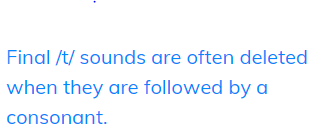 Final /t/ sounds are often deleted
when they are followed by a
consonant.